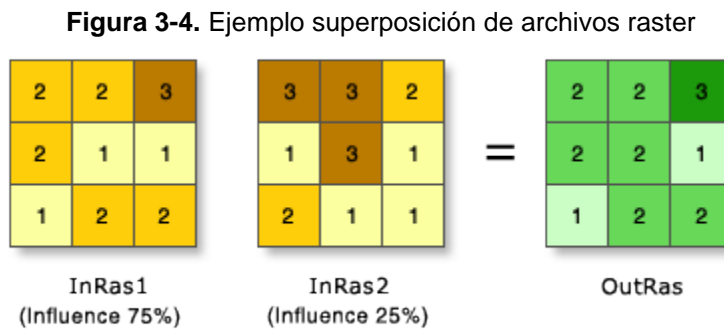 Figura 3-4. Ejemplo superposición de archivos raster
2 2 3 3 3 2 2 2 3
2 1 1 1 3 1 = 2 2 1
1 2 2 2 1 1 1 2 2
InRas1 InRas2 OutRas
(Influence 75%) (Influence 25%)